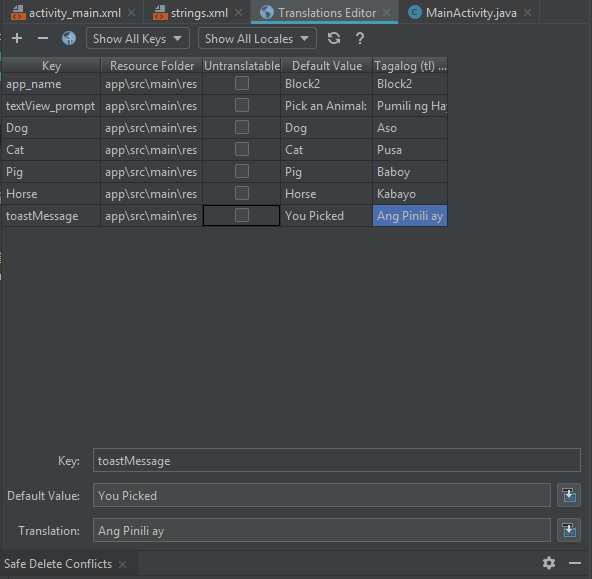 activity_main.xml strings.xml Translations Editor MainActivity.java
Show All Keys Show All Locales ?
Key Resource Folder Untranslatable Default Value Tagalog (tl) ...
app_name app\src\main\res Block2 Block2
textView_prompt app\src\main\res Pick an Animal: Pumili ng Hay
Dog app\src\main\res Dog Aso
Cat app\src\main\res Cat Pusa
Pig app\src\main\res Pig Baboy
Horse app\src\main\res Horse Kabayo
toastMessage app\src\main\res You Picked Ang Pinili ay
Key: toastMessage
Default Value: You Picked
Translation: Ang Pinili ay
Safe Delete Conflicts